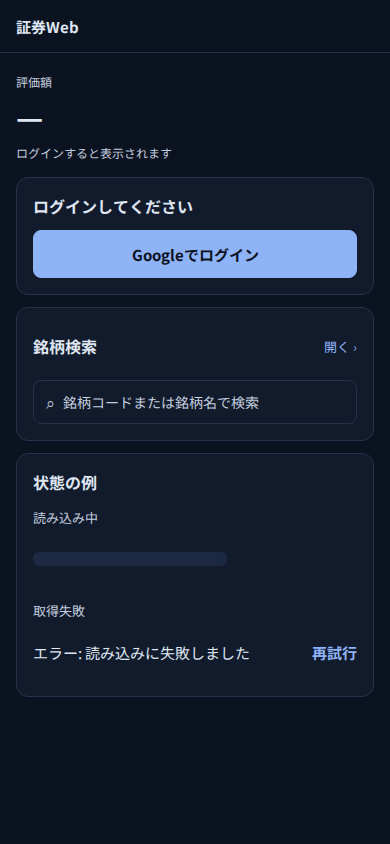 証券Web
評価額
—
ログインすると表示されます
ログインしてください
Googleでログイン
銘柄検索
開く ›
銘柄コードまたは銘柄名で検索
状態の例
読み込み中
取得失敗
エラー: 読み込みに失敗しました
再試行